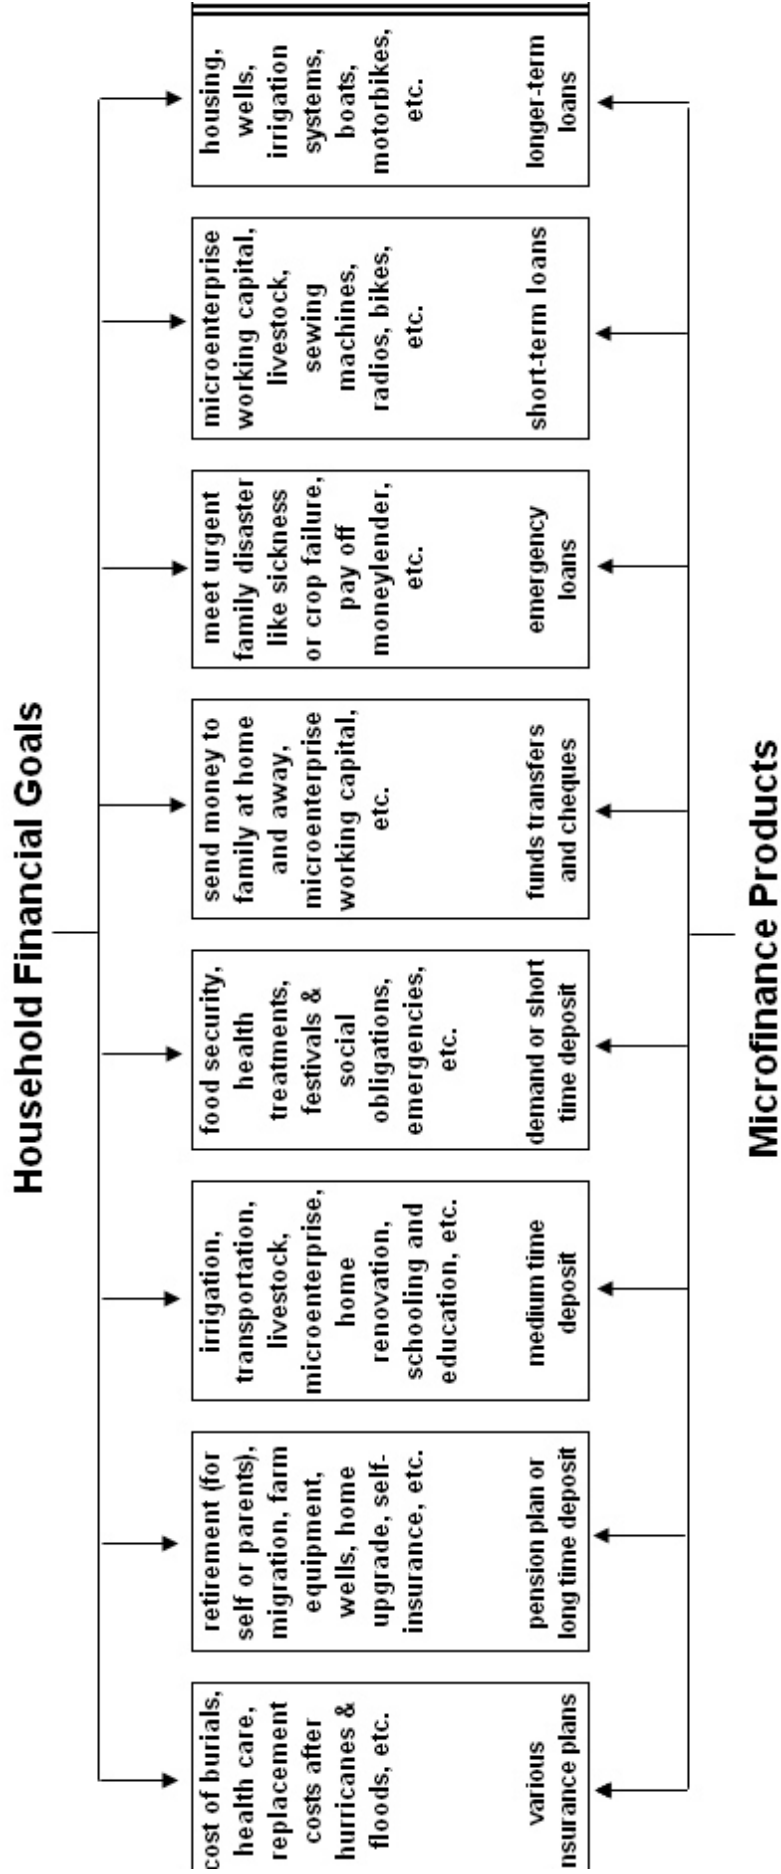 Household Financial Goals
cost of burials,
health care,
replacement
costs after
hurricanes &
floods, etc.
various
nsurance plans
retirement (for
self or parents),
migration, farm
equipment,
wells, home
upgrade, self-
insurance, etc.
pension plan or
long time deposit
irrigation,
transportation,
livestock,
microenterprise,
home
renovation,
schooling and
education, etc.
medium time
deposit
food security,
health
treatments,
festivals &
social
obligations,
emergencies,
etc.
demand or short
time deposit
send money to
family at home
and away,
microenterprise
working capital,
etc.
funds transfers
and cheques
meet urgent
family disaster
like sickness
or crop failure,
pay off
moneylender,
etc.
emergency
loans
microenterprise
working capital,
livestock,
sewing
machines,
radios, bikes,
etc.
short-term loans
housing,
wells,
irrigation
systems,
boats,
motorbikes,
etc.
longer-term
loans
Microfinance Products